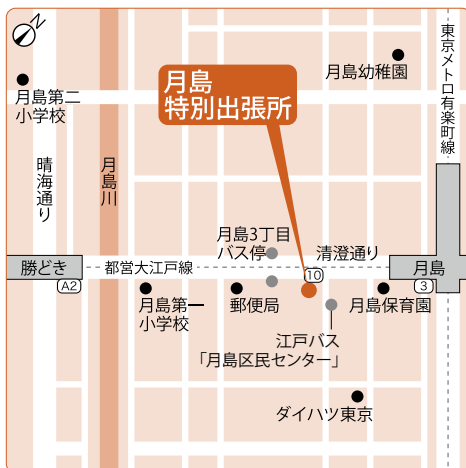 月島幼稚園
東京メトロ有楽町線
月島
特別出張所
月島第二
小学校
晴海通り
月島川
月島3丁目
バス停
清澄通り
勝どき
都営大江戸線
10
月島
A2
3
月島第一
小学校
郵便局
月島保育園
江戸バス
「月島区民センター」
ダイハツ東京